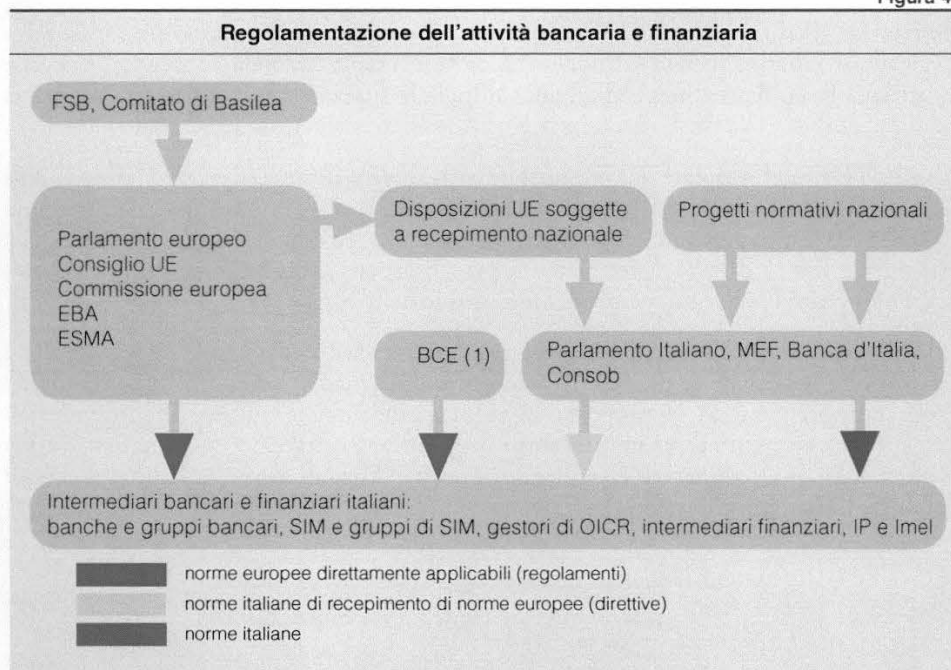 Figura 4
Regolamentazione dell'attività bancaria e finanziaria
FSB, Comitato di Basilea
Parlamento europeo
Consiglio UE
Commissione europea
EBA
ESMA
Disposizioni UE soggette
a recepimento nazionale
Progetti normativi nazionali
BCE (1)
Parlamento Italiano, MEF, Banca d'Italia,
Consob
Intermediari bancari e finanziari italiani:
banche e gruppi bancari, SIM e gruppi di SIM, gestori di OICR, intermediari finanziari, IP e Imel
norme europee direttamente applicabili (regolamenti)
norme italiane di recepimento di norme europee (direttive)
norme italiane